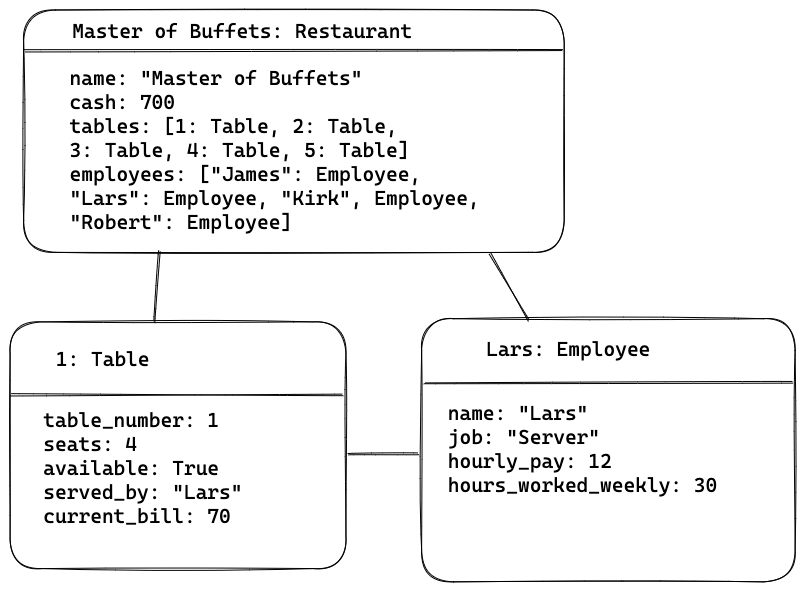 Master of Buffets: Restaurant
name: "Master of Buffets"
cash: 700
tables: [1: Table, 2: Table,
3: Table, 4: Table, 5: Table]
employees: ["James": Employee,
"Lars": Employee, "Kirk", Employee,
"Robert": Employee]
1: Table
table_number: 1
seats: 4
available: True
served_by: "Lars"
current_bill: 70
Lars: Employee
name: "Lars"
job: "Server"
hourly_pay: 12
hours_worked_weekly: 30